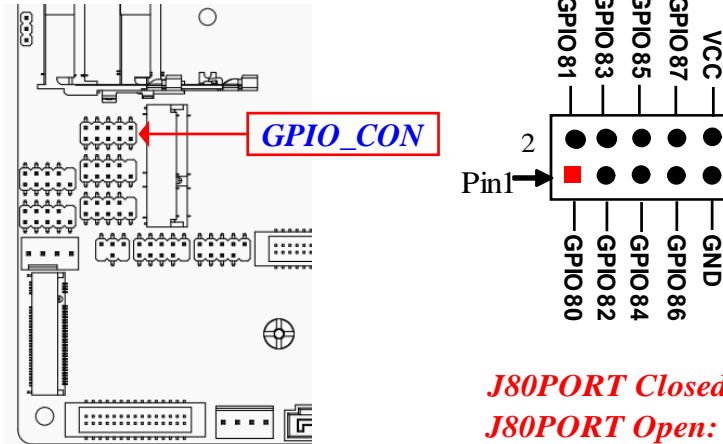 GPIO_CON
GPIO81
GPIO83
GPIO85
GPIO87
VCC
2
Pin1
GPIO80
GPIO82
GPIO84
GPIO86
GND
J80PORT Closed
J80PORT Open: